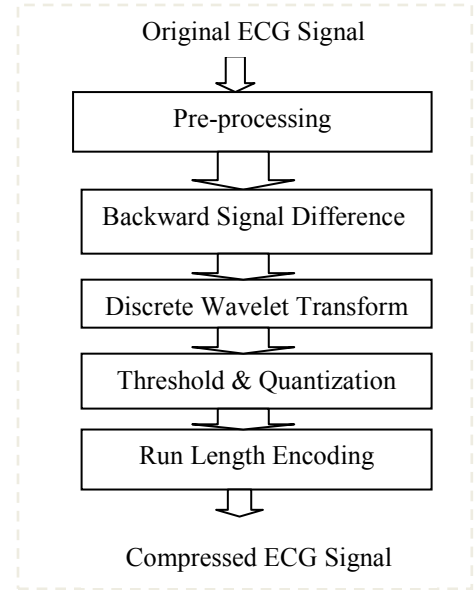 Original ECG Signal
Pre-processing
Backward Signal Difference
Discrete Wavelet Transform
Threshold & Quantization
Run Length Encoding
Compressed ECG Signal